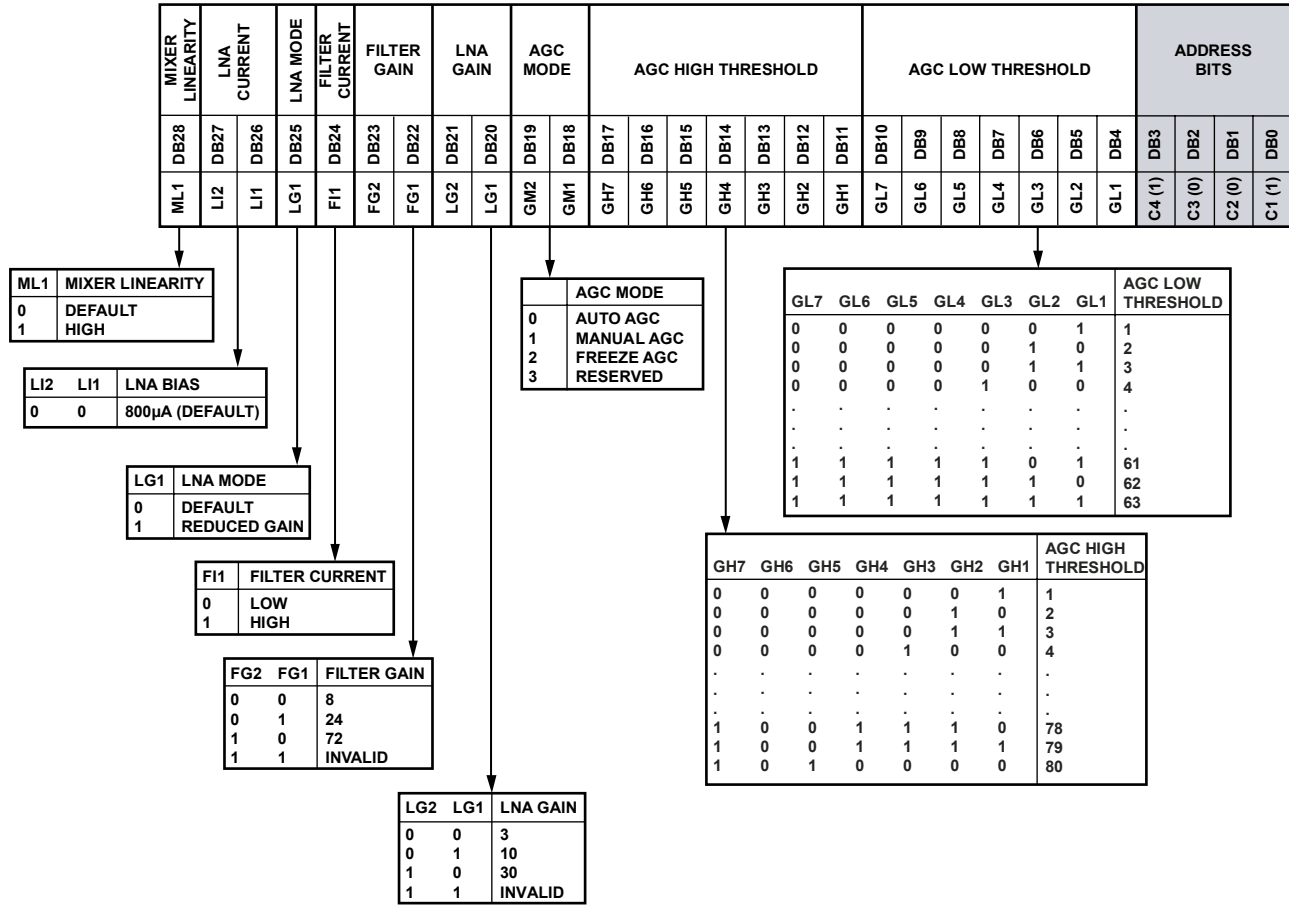 MIXER LINEARITY
LNA CURRENT
LNA MODE
FILTER CURRENT
FILTER GAIN
LNA GAIN
AGC MODE
AGC HIGH THRESHOLD
AGC LOW THRESHOLD
ADDRESS BITS
DB28 DB27 DB26 DB25 DB24 DB23 DB22 DB21 DB20 DB19 DB18 DB17 DB16 DB15 DB14 DB13 DB12 DB11 DB10 DB9 DB8 DB7 DB6 DB5 DB4 DB3 DB2 DB1 DB0
ML1 LI2 LI1 LG1 FI1 FG2 FG1 LG2 LG1 GM2 GM1 GH7 GH6 GH5 GH4 GH3 GH2 GH1 GL7 GL6 GL5 GL4 GL3 GL2 GL1 C4 (1) C3 (0) C2 (0) C1 (1)
ML1 MIXER LINEARITY
0 DEFAULT
1 HIGH
LI2 LI1 LNA BIAS
0 0 800µA (DEFAULT)
LG1 LNA MODE
0 DEFAULT
1 REDUCED GAIN
FI1 FILTER CURRENT
0 LOW
1 HIGH
FG2 FG1 FILTER GAIN
0 0 8
0 1 24
1 0 72
1 1 INVALID
LG2 LG1 LNA GAIN
0 0 3
0 1 10
1 0 30
1 1 INVALID
AGC MODE
0 AUTO AGC
1 MANUAL AGC
2 FREEZE AGC
3 RESERVED
GL7 GL6 GL5 GL4 GL3 GL2 GL1 AGC LOW THRESHOLD
0 0 0 0 0 0 1 1
0 0 0 0 0 1 0 2
0 0 0 0 0 1 1 3
0 0 0 0 1 0 0 4
. . . . . . . .
. . . . . . . .
. . . . . . . .
1 1 1 1 1 0 1 61
1 1 1 1 1 1 0 62
1 1 1 1 1 1 1 63
GH7 GH6 GH5 GH4 GH3 GH2 GH1 AGC HIGH THRESHOLD
0 0 0 0 0 0 1 1
0 0 0 0 0 1 0 2
0 0 0 0 0 1 1 3
0 0 0 0 1 0 0 4
. . . . . . . .
. . . . . . . .
. . . . . . . .
1 0 0 1 1 1 0 78
1 0 0 1 1 1 1 79
1 0 1 0 0 0 0 80